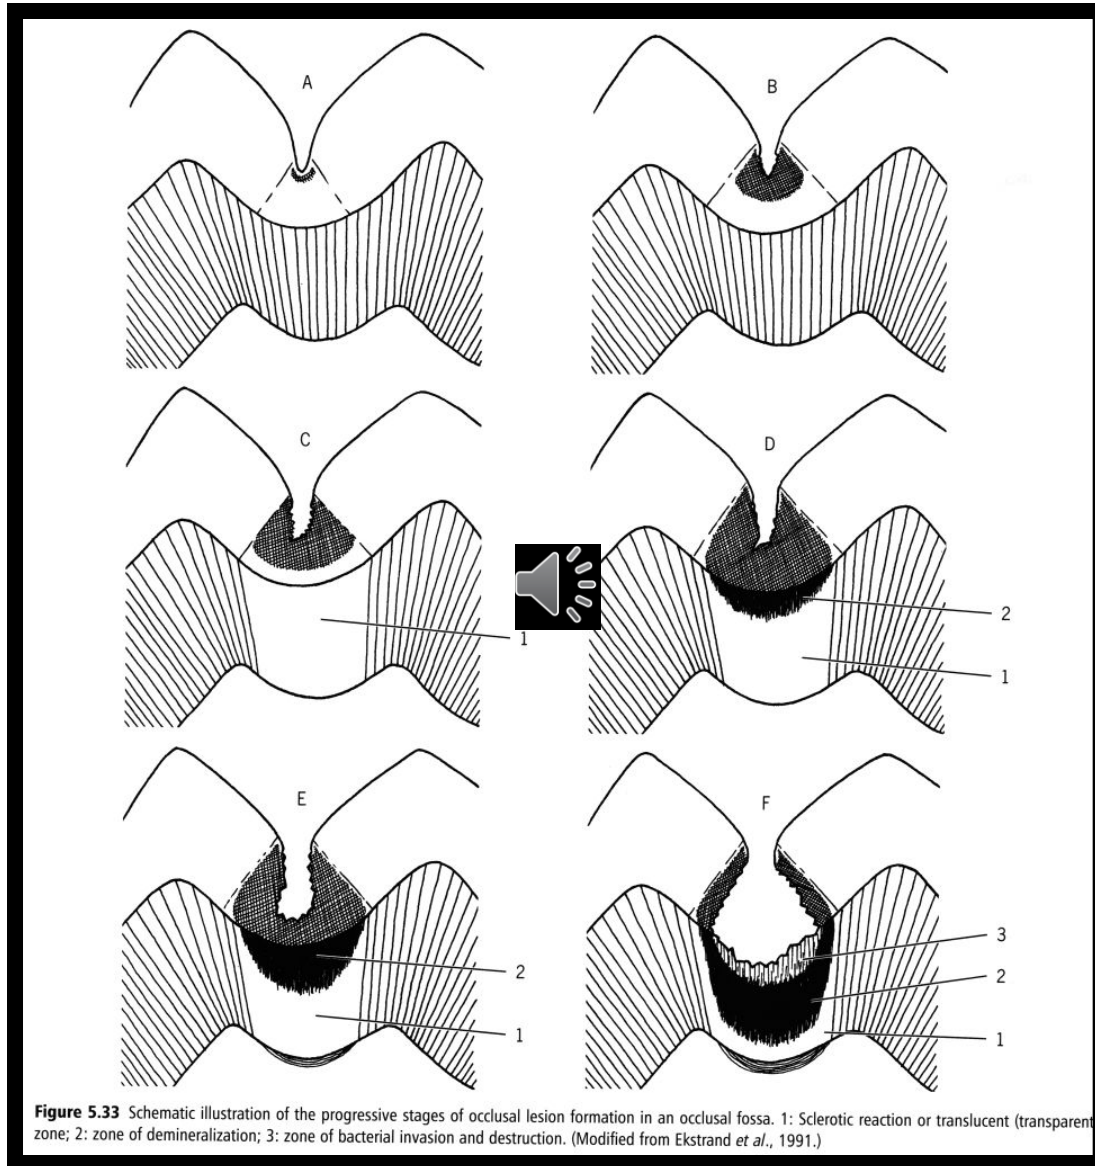 A
B
C
D
1
2
1
E
F
2
1
3
2
1
Figure 5.33 Schematic illustration of the progressive stages of occlusal lesion formation in an occlusal fossa. 1: Sclerotic reaction or translucent (transparent
zone; 2: zone of demineralization; 3: zone of bacterial invasion and destruction. (Modified from Ekstrand et al., 1991.)